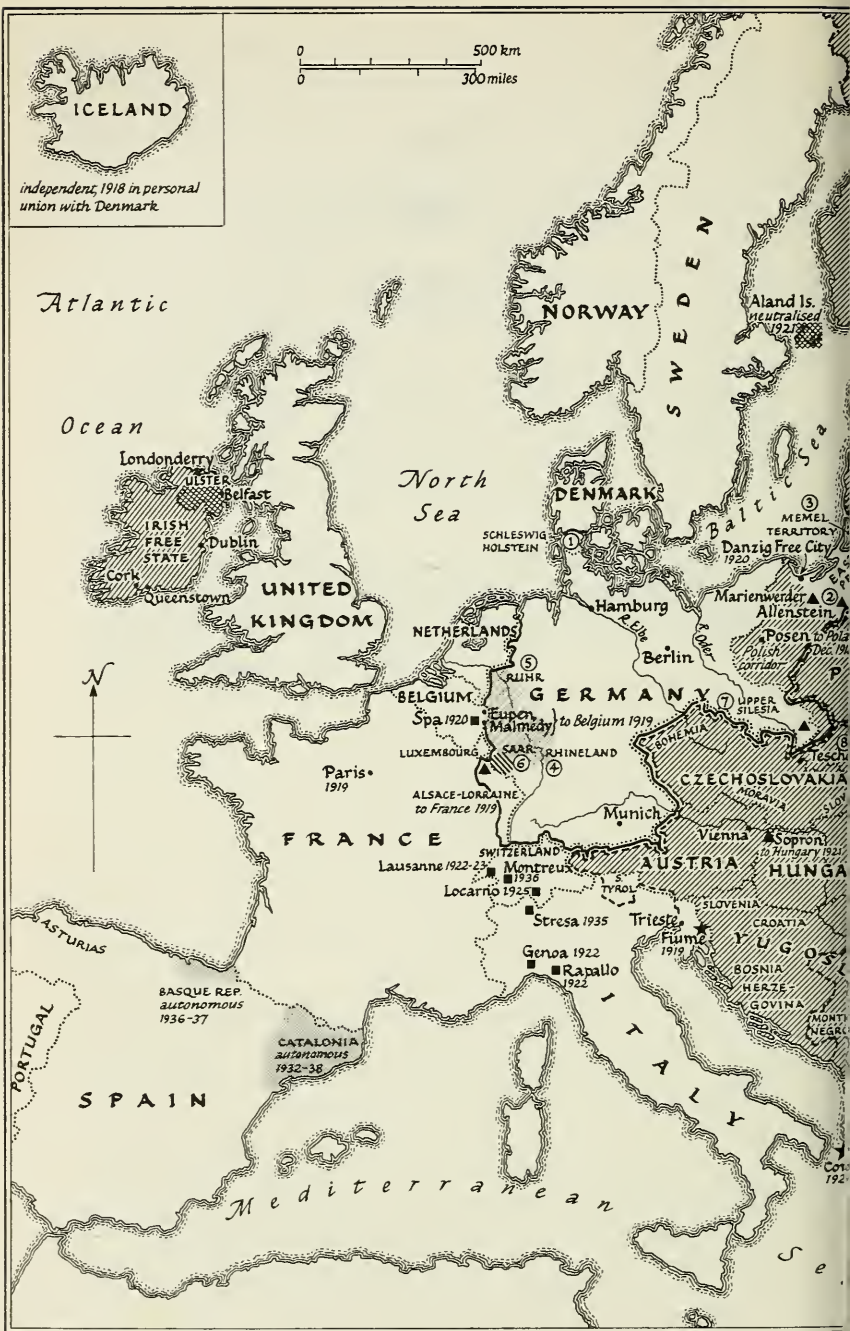 ICELAND
independent, 1918 in personal
union with Denmark
0 500 km
0 300 miles
Atlantic
Ocean
North
Sea
NORWAY
SWEDEN
Aland Is.
neutralised
1921
Baltic Sea
Londonderry
ULSTER
Belfast
IRISH
FREE
STATE
Dublin
Cork
Queenstown
UNITED
KINGDOM
DENMARK
SCHLESWIG
HOLSTEIN
①
③
MEMEL
TERRITORY
Danzig Free City
1920
Marienwerder
②
Allenstein
Posen to
Dec.
Polish
corridor
P
Hamburg
R. Elbe
R. Oder
Berlin
NETHERLANDS
⑤
RUHR
GERMANY
⑦
UPPER
SILESIA
BELGIUM
Spa 1920
Eupen
Malmedy
to Belgium 1919
LUXEMBOURG
SAAR
⑥
RHINELAND
④
BOHEMIA
⑧
CZECHOSLOVAKIA
MORAVIA
N
Paris
1919
ALSACE-LORRAINE
to France 1919
Munich
Vienna
Sopron
to Hungary 1921
FRANCE
SWITZERLAND
AUSTRIA
HUNGA
Lausanne 1922-23
Montreux
1936
Locarno 1925
S.
TYROL
SLOVENIA
CROATIA
Stresa 1935
Trieste
Fiume
1919
YUGOSL
BOSNIA
HERZE-
GOVINA
Genoa 1922
Rapallo
1922
ITALY
ASTURIAS
BASQUE REP.
autonomous
1936-37
CATALONIA
autonomous
1932-38
PORTUGAL
SPAIN
Mediterranean
Se